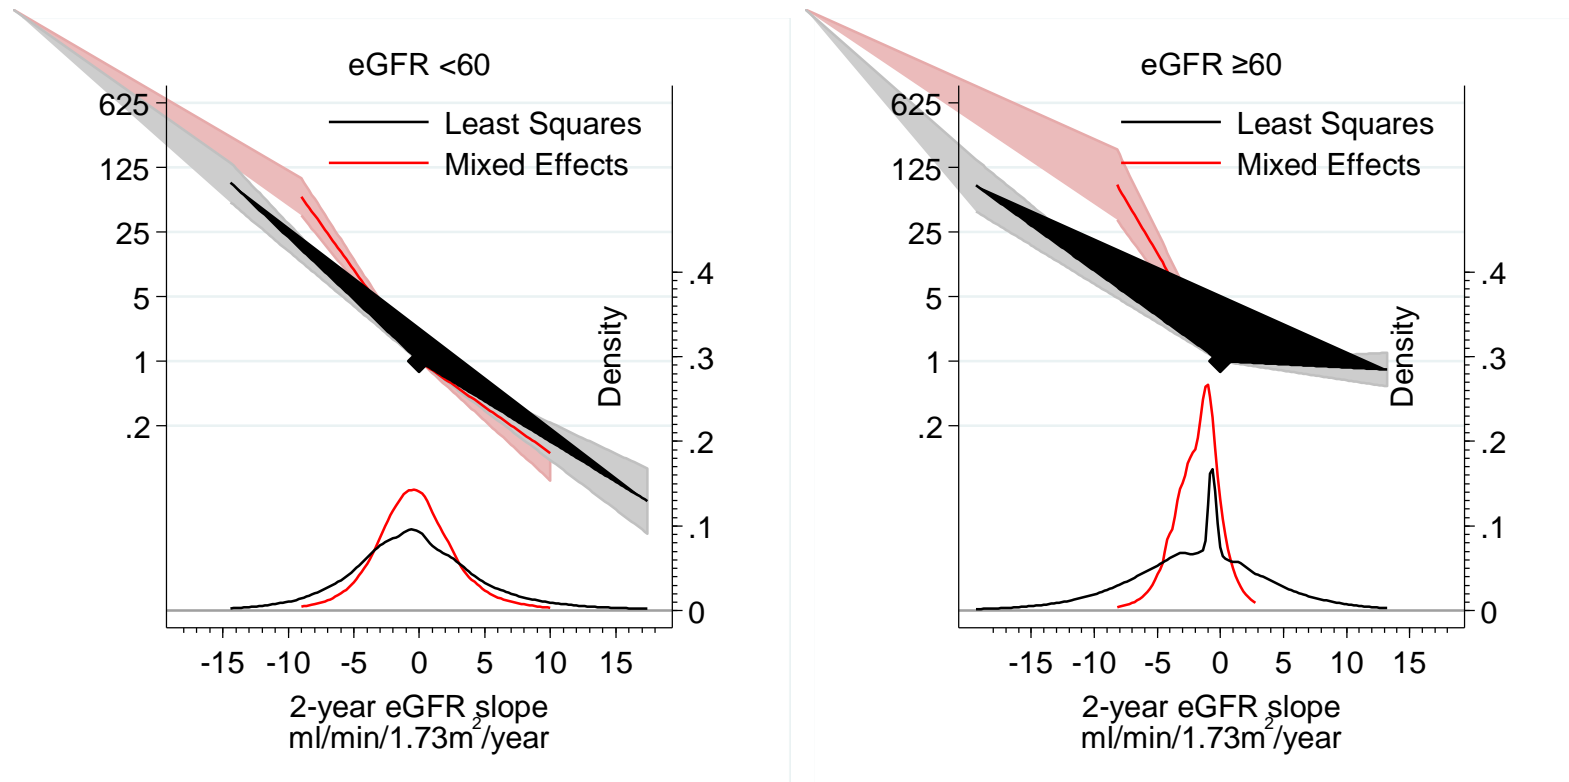 eGFR <60
625
125
25
5
1
.2
Least Squares
Mixed Effects
.4
.3
.2
.1
0
Density
-15 -10 -5 0 5 10 15
2-year eGFR slope
ml/min/1.73m²/year
eGFR ≥60
625
125
25
5
1
.2
Least Squares
Mixed Effects
.4
.3
.2
.1
0
Density
-15 -10 -5 0 5 10 15
2-year eGFR slope
ml/min/1.73m²/year